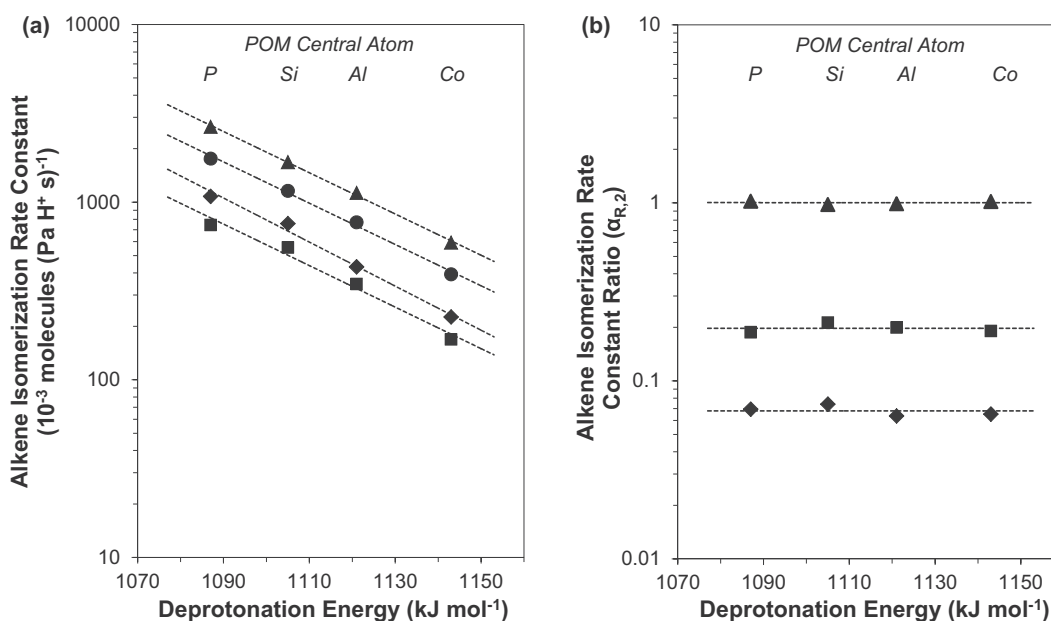 (a)
10000
1000
100
10
POM Central Atom
P Si Al Co
Alkene Isomerization Rate Constant
(10⁻³ molecules (Pa H⁺ s)⁻¹)
1070 1090 1110 1130 1150
Deprotonation Energy (kJ mol⁻¹)
(b)
10
1
0.1
0.01
POM Central Atom
P Si Al Co
Alkene Isomerization Rate
Constant Ratio (αR,2)
1070 1090 1110 1130 1150
Deprotonation Energy (kJ mol⁻¹)